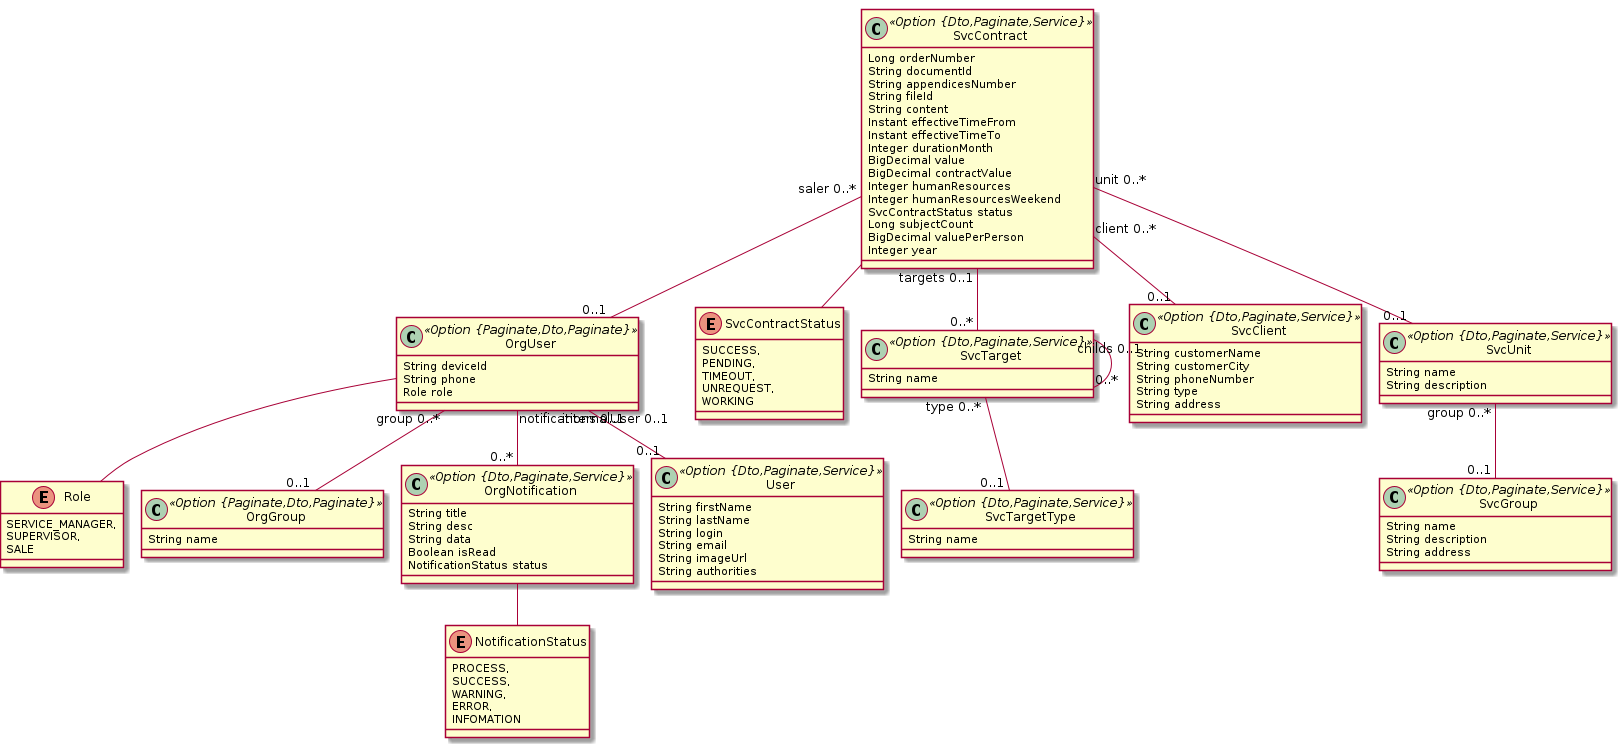 C
«Option {Dto,Paginate,Service}»
SvcContract
Long orderNumber
String documentId
String appendicesNumber
String fileId
String content
Instant effectiveTimeFrom
Instant effectiveTimeTo
Integer durationMonth
BigDecimal value
BigDecimal contractValue
Integer humanResources
Integer humanResourcesWeekend
SvcContractStatus status
Long subjectCount
BigDecimal valuePerPerson
Integer year
saler 0..*
unit 0..*
client 0..*
targets 0..1
0..1
0..*
0..1
0..1
C
«Option {Paginate,Dto,Paginate}»
OrgUser
String deviceId
String phone
Role role
E
SvcContractStatus
SUCCESS,
PENDING,
TIMEOUT,
UNREQUEST,
WORKING
C
«Option {Dto,Paginate,Service}»
SvcTarget
String name
childs 0..1
0..*
C
«Option {Dto,Paginate,Service}»
SvcClient
String customerName
String customerCity
String phoneNumber
String type
String address
C
«Option {Dto,Paginate,Service}»
SvcUnit
String name
String description
group 0..*
notifications 0..1
internalUser 0..1
type 0..*
group 0..*
0..1
0..*
0..1
0..1
0..1
E
Role
SERVICE_MANAGER,
SUPERVISOR,
SALE
C
«Option {Paginate,Dto,Paginate}»
OrgGroup
String name
C
«Option {Dto,Paginate,Service}»
OrgNotification
String title
String desc
String data
Boolean isRead
NotificationStatus status
C
«Option {Dto,Paginate,Service}»
User
String firstName
String lastName
String login
String email
String imageUrl
String authorities
C
«Option {Dto,Paginate,Service}»
SvcTargetType
String name
C
«Option {Dto,Paginate,Service}»
SvcGroup
String name
String description
String address
E
NotificationStatus
PROCESS,
SUCCESS,
WARNING,
ERROR,
INFOMATION